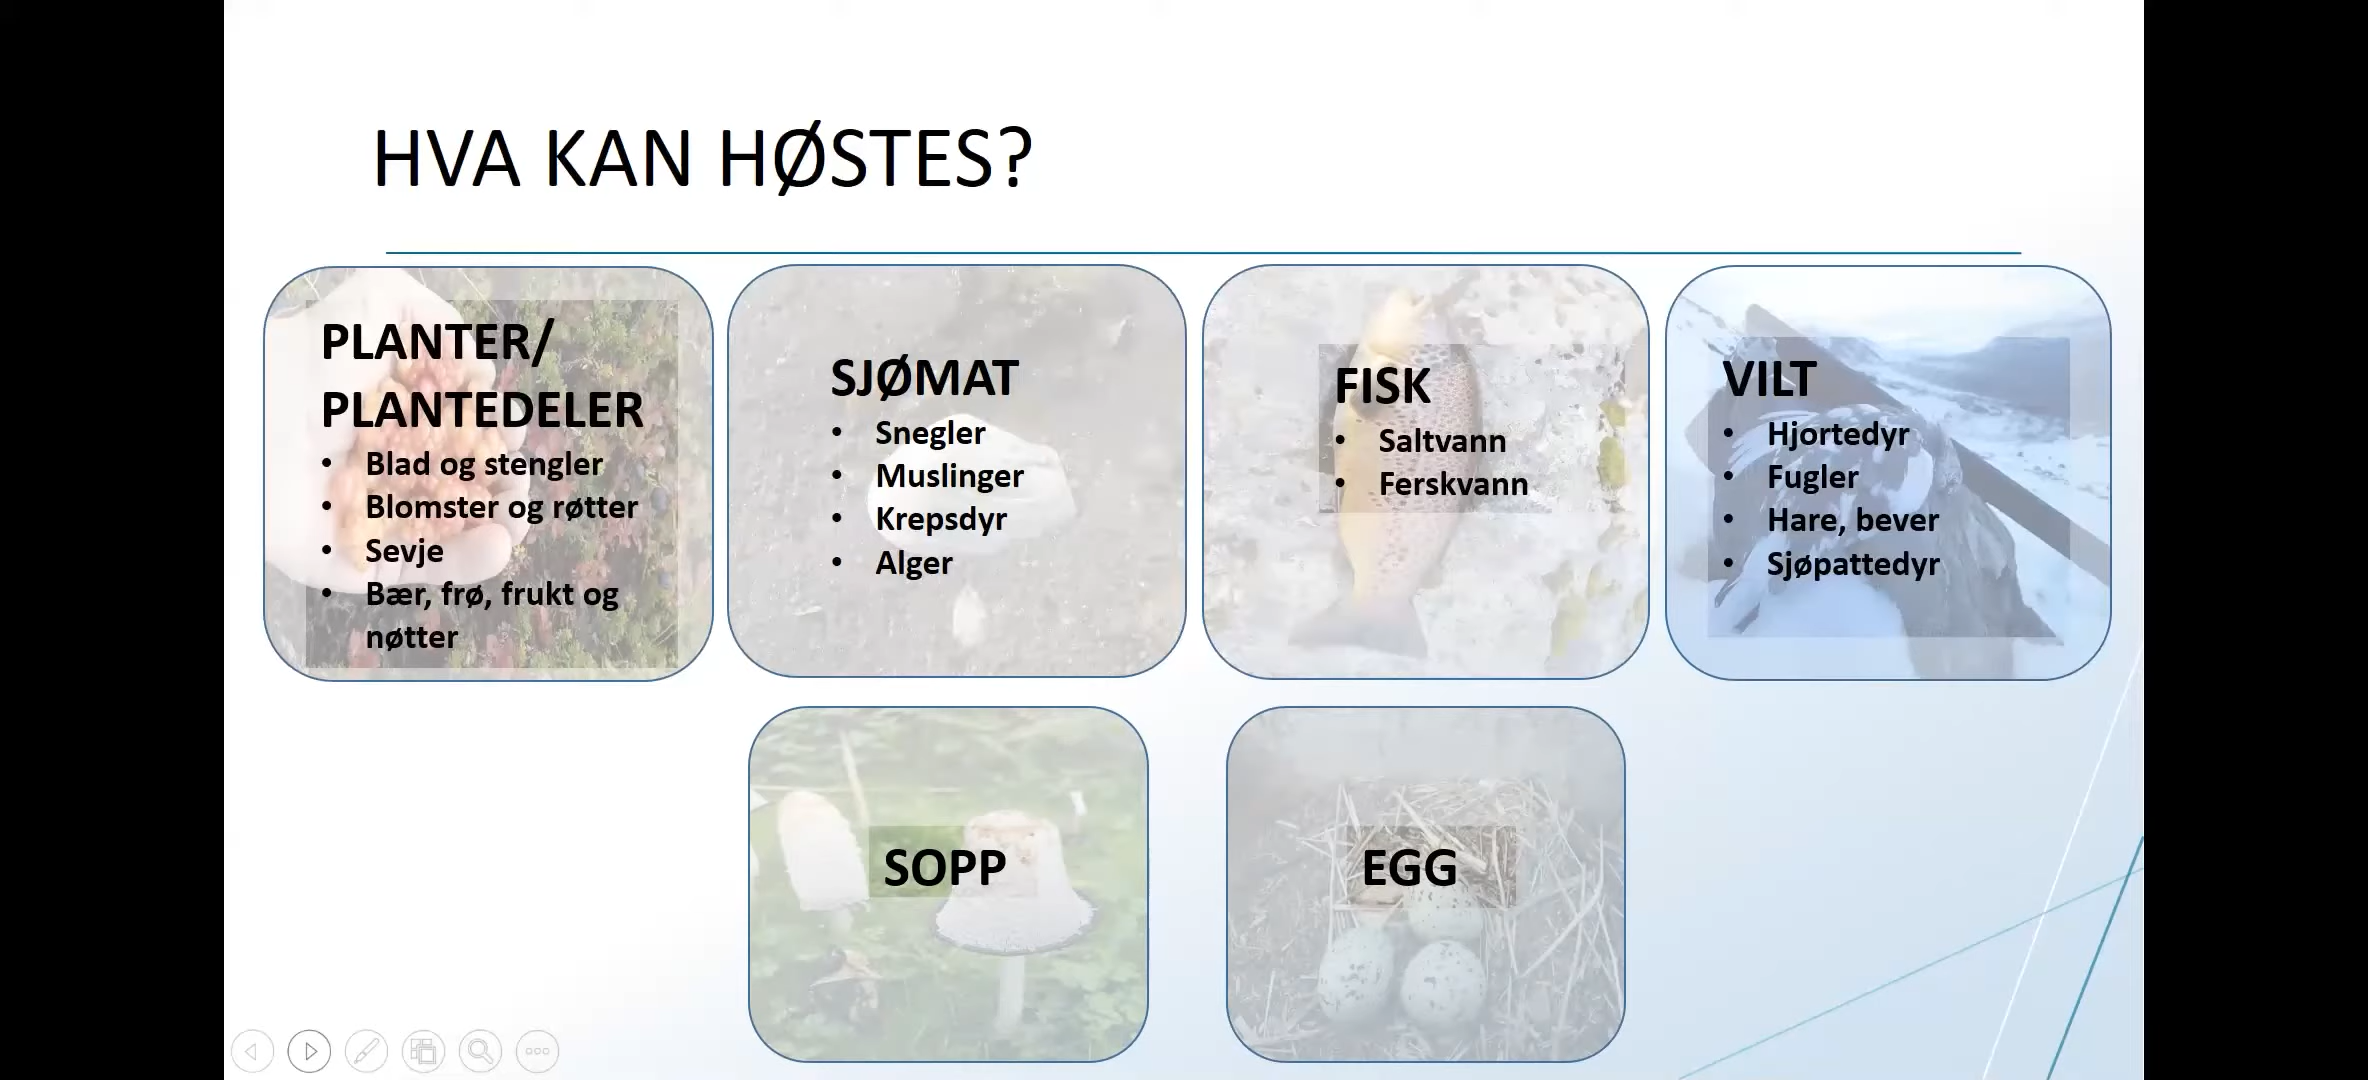 HVA KAN HØSTES?
PLANTER/
PLANTEDELER
• Blad og stengler
• Blomster og røtter
• Sevje
• Bær, frø, frukt og
nøtter
SJØMAT
• Snegler
• Muslinger
• Krepsdyr
• Alger
FISK
• Saltvann
• Ferskvann
VILT
• Hjortedyr
• Fugler
• Hare, bever
• Sjøpattedyr
SOPP
EGG